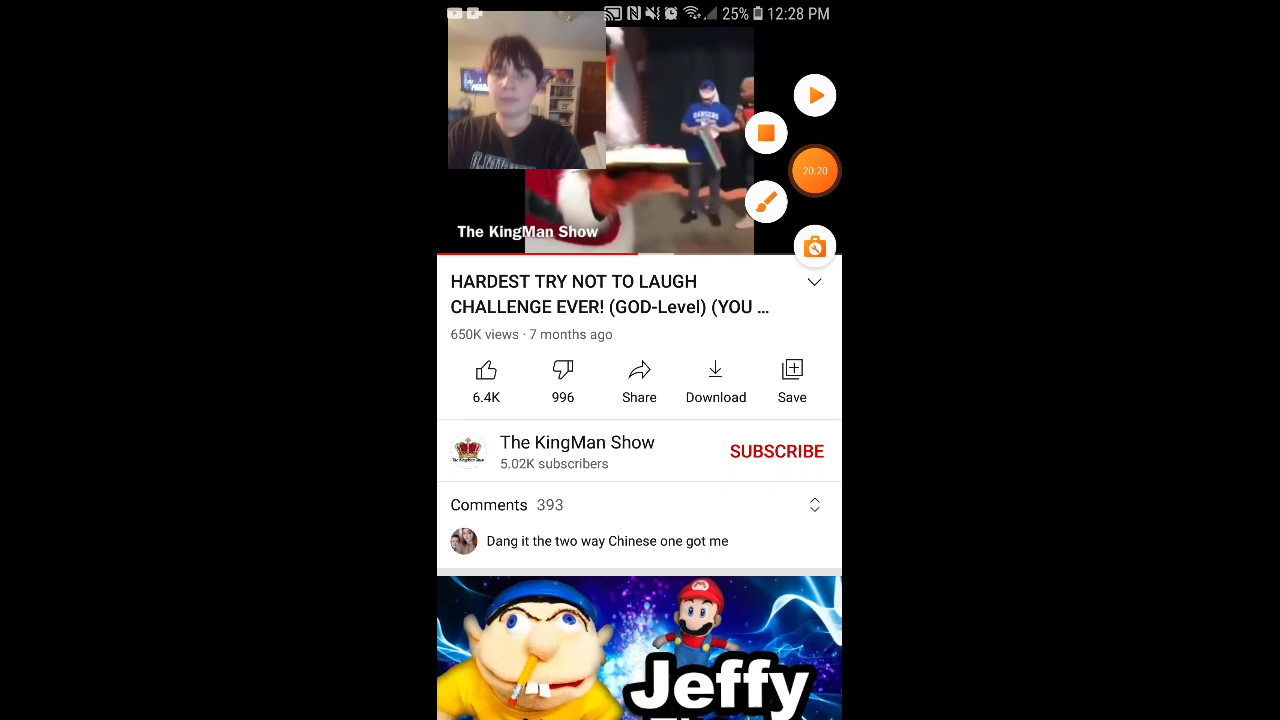 25% 12:28 PM
20:20
The KingMan Show
HARDEST TRY NOT TO LAUGH
CHALLENGE EVER! (GOD-Level) (YOU ...
650K views · 7 months ago
6.4K 996 Share Download Save
The KingMan Show
5.02K subscribers
SUBSCRIBE
Comments 393
Dang it the two way Chinese one got me
Jeffy